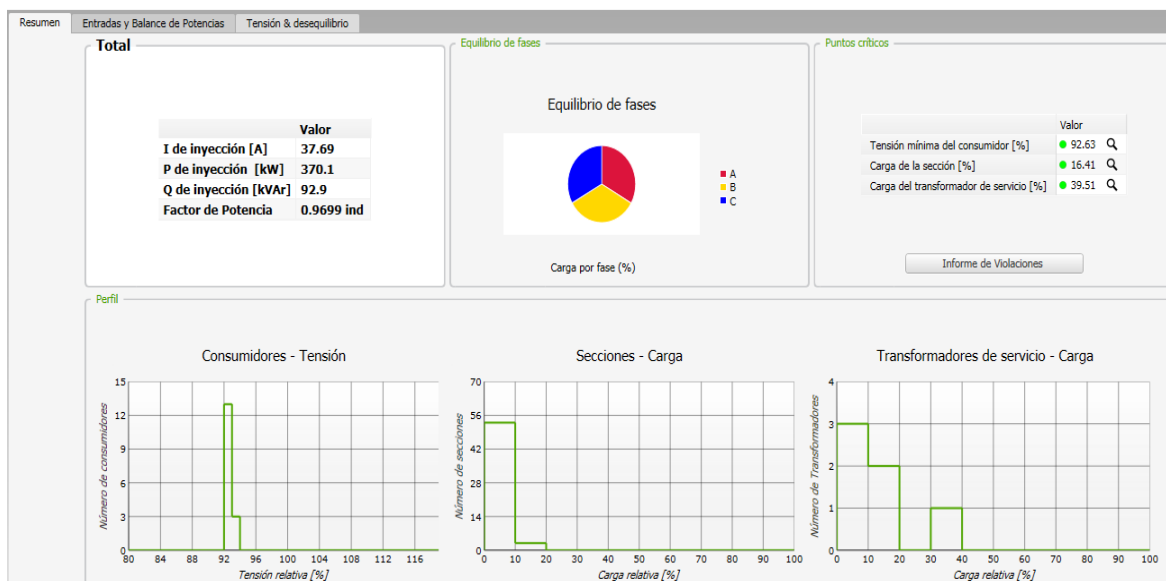 Resumen
Entradas y Balance de Potencias
Tensión & desequilibrio
Total
Valor
I de inyección [A] 37.69
P de inyección [kW] 370.1
Q de inyección [kVAr] 92.9
Factor de Potencia 0.9699 ind
Equilibrio de fases
Equilibrio de fases
A
B
C
Carga por fase (%)
Puntos críticos
Valor
Tensión mínima del consumidor [%] 92.63
Carga de la sección [%] 16.41
Carga del transformador de servicio [%] 39.51
Informe de Violaciones
Perfil
Consumidores - Tensión
Número de consumidores
15
12
9
6
3
0
80 84 88 92 96 100 104 108 112 116
Tensión relativa [%]
Secciones - Carga
Número de secciones
70
56
42
28
14
0
0 10 20 30 40 50 60 70 80 90 100
Carga relativa [%]
Transformadores de servicio - Carga
Número de Transformadores
4
3
2
1
0
0 10 20 30 40 50 60 70 80 90 100
Carga relativa [%]